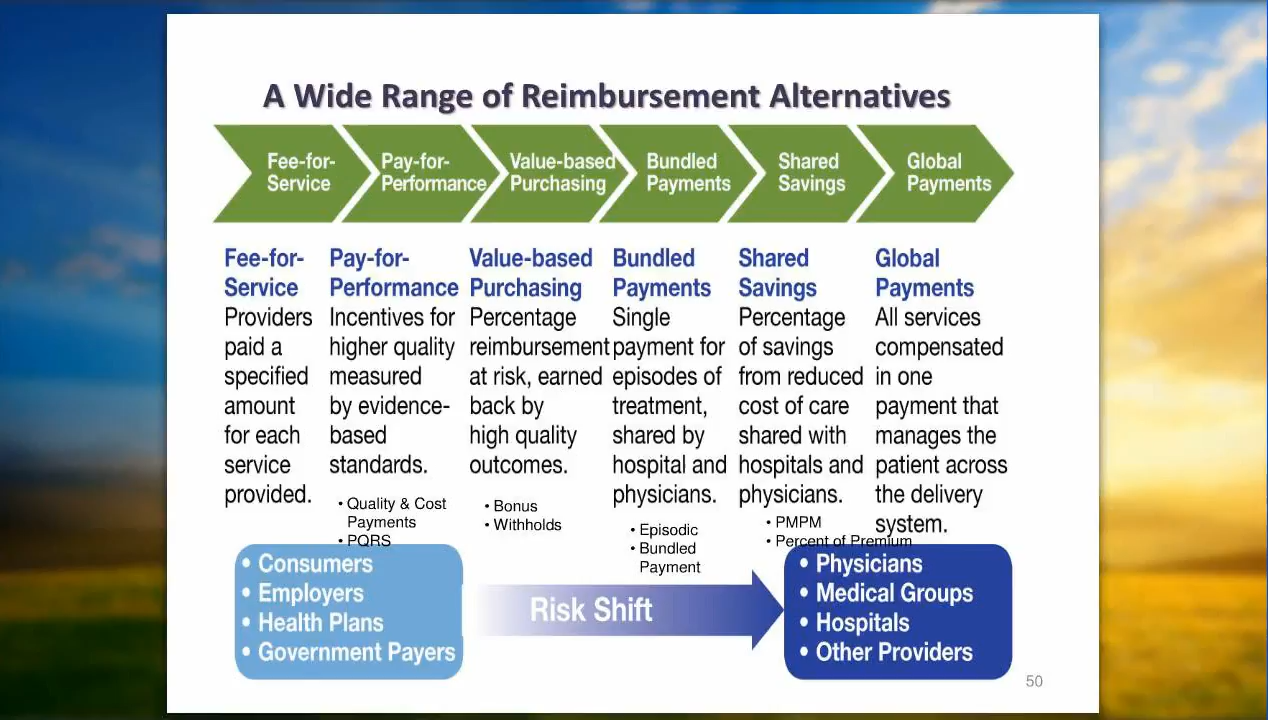 A Wide Range of Reimbursement Alternatives
Fee-for-
Service
Pay-for-
Performance
Value-based
Purchasing
Bundled
Payments
Shared
Savings
Global
Payments
Fee-for-
Service
Providers
paid a
specified
amount
for each
service
provided.
Pay-for-
Performance
Incentives for
higher quality
measured
by evidence-
based
standards.
• Quality & Cost
Payments
• PQRS
Value-based
Purchasing
Percentage
reimbursement
at risk, earned
back by
high quality
outcomes.
• Bonus
• Withholds
Bundled
Payments
Single
payment for
episodes of
treatment,
shared by
hospital and
physicians.
• Episodic
• Bundled
Payment
Shared
Savings
Percentage
of savings
from reduced
cost of care
shared with
hospitals and
physicians.
• PMPM
• Percent of Premium
Global
Payments
All services
compensated
in one
payment that
manages the
patient across
the delivery
system.
• Consumers
• Employers
• Health Plans
• Government Payers
Risk Shift
• Physicians
• Medical Groups
• Hospitals
• Other Providers
50